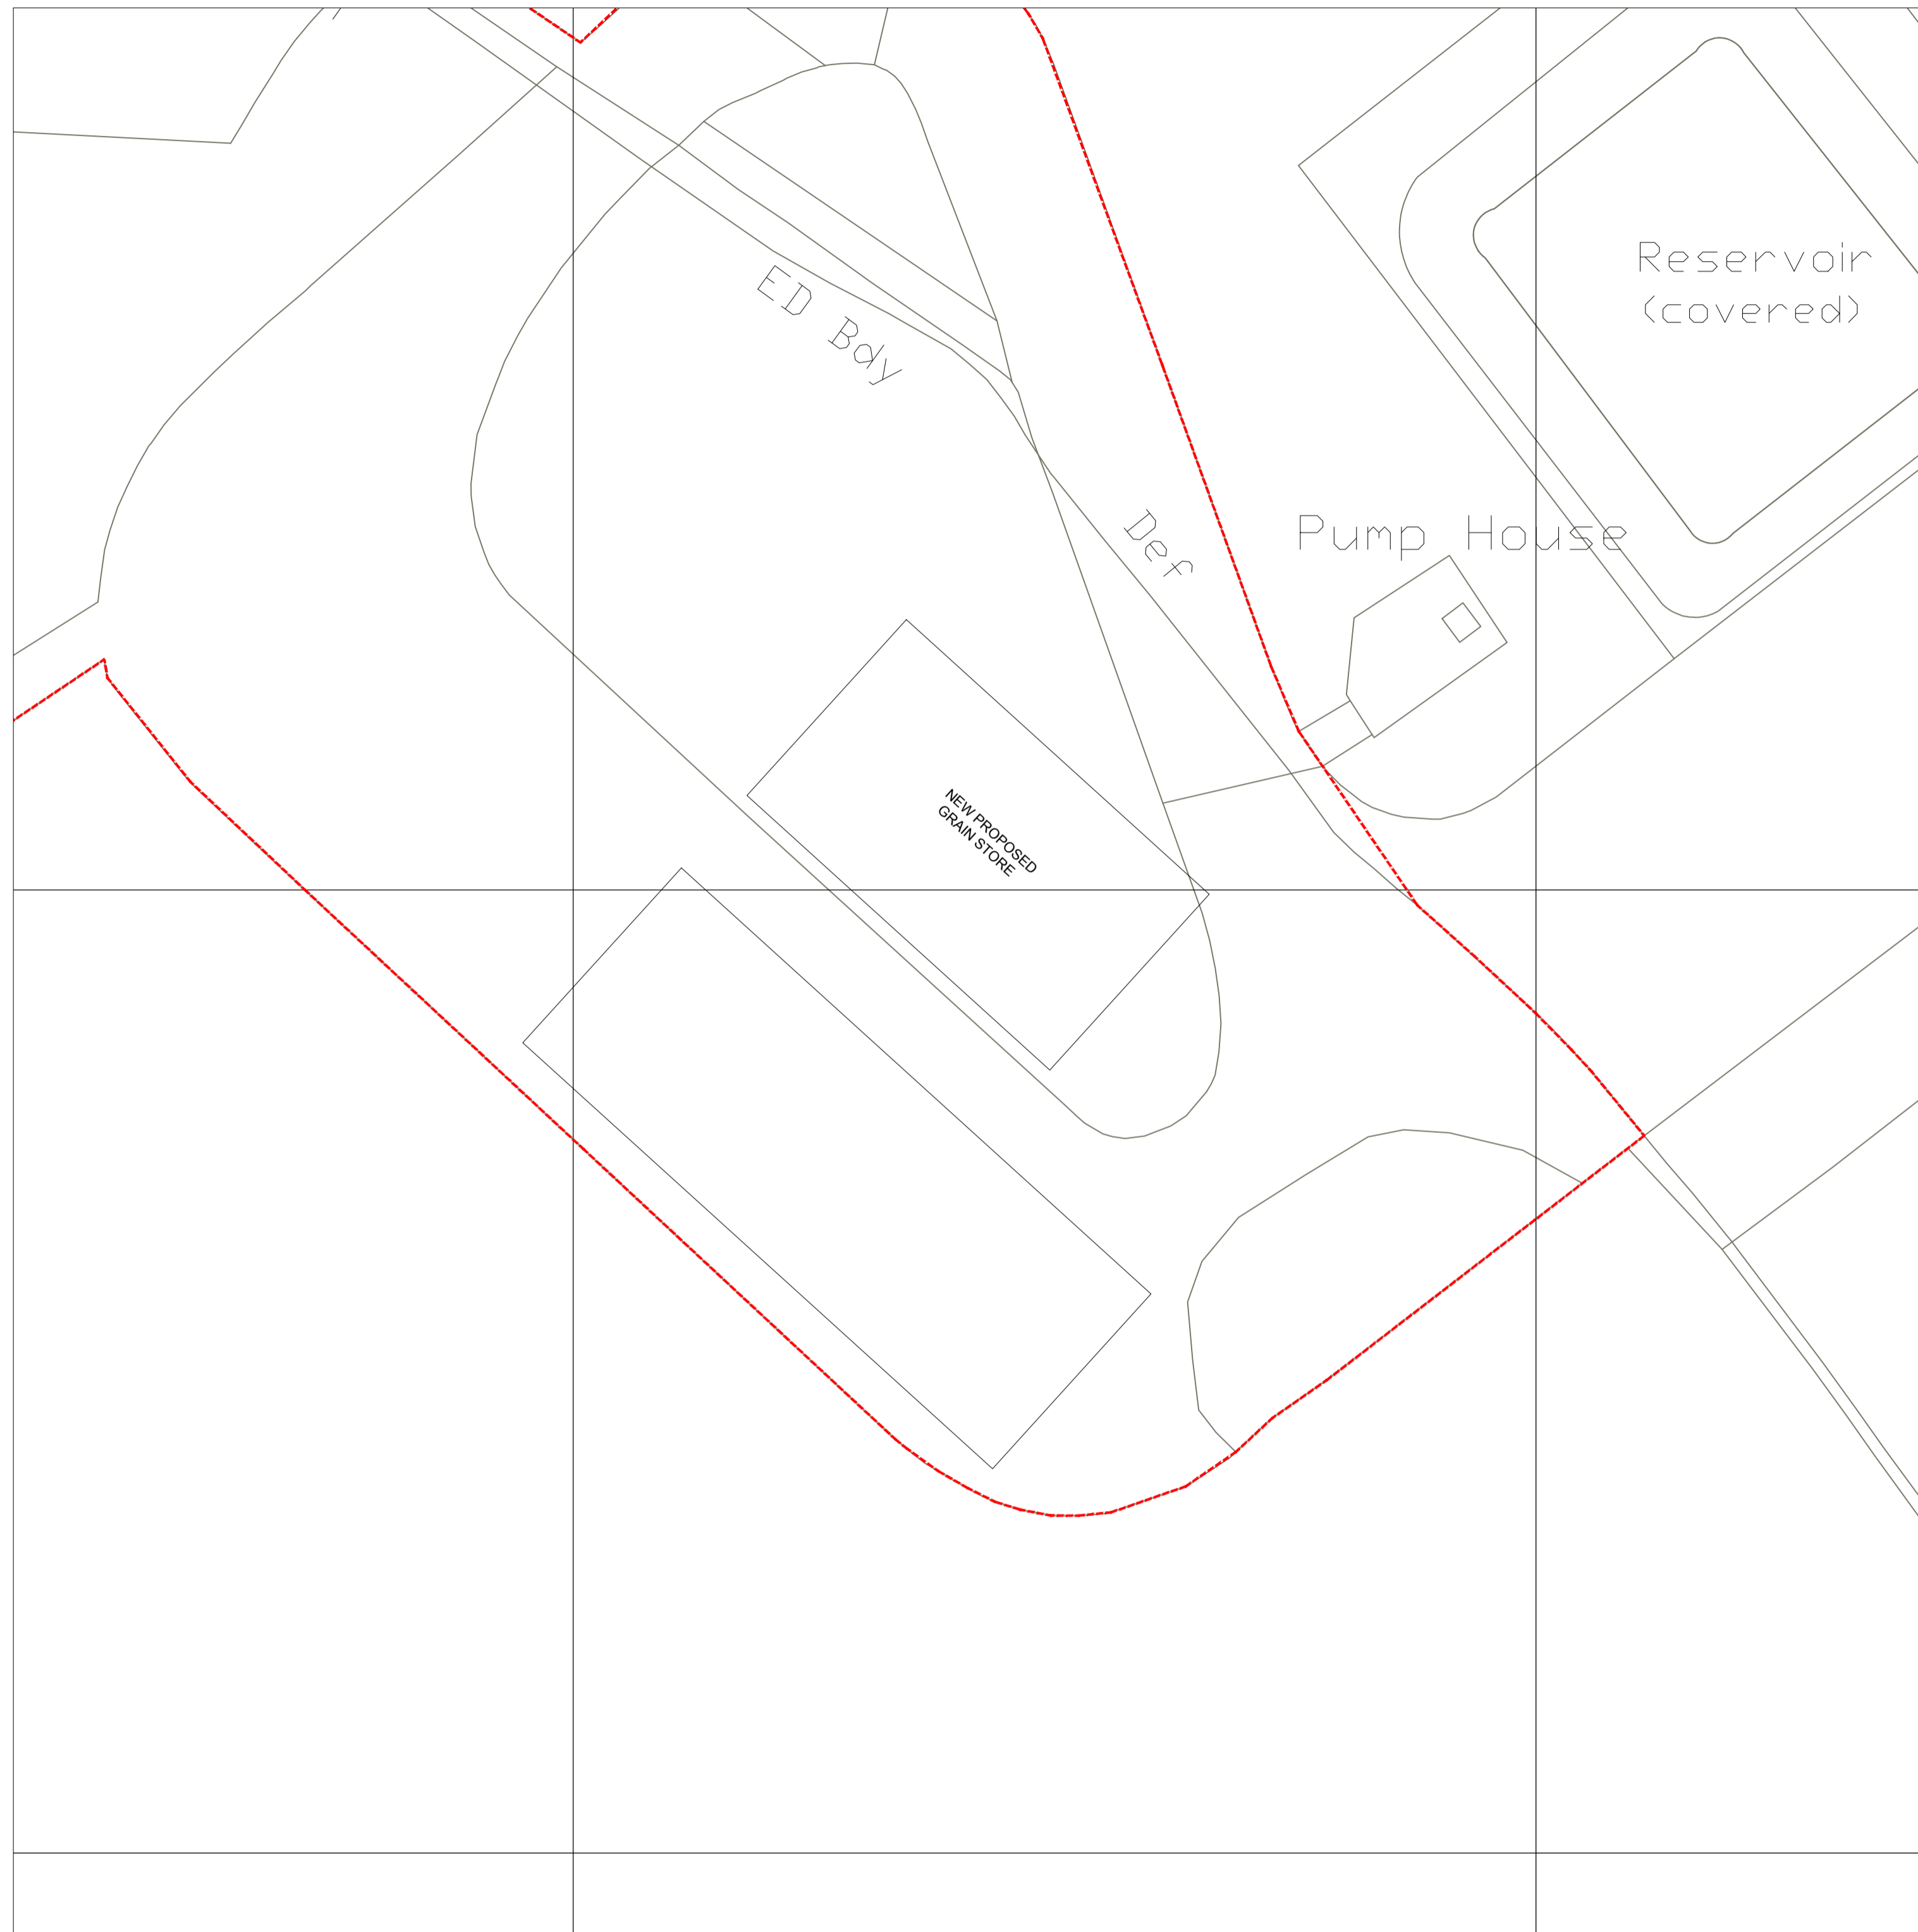 Reservoir
(covered)
ED Bdy
Pump House
Def
NEW PROPOSED
GRAIN STORE